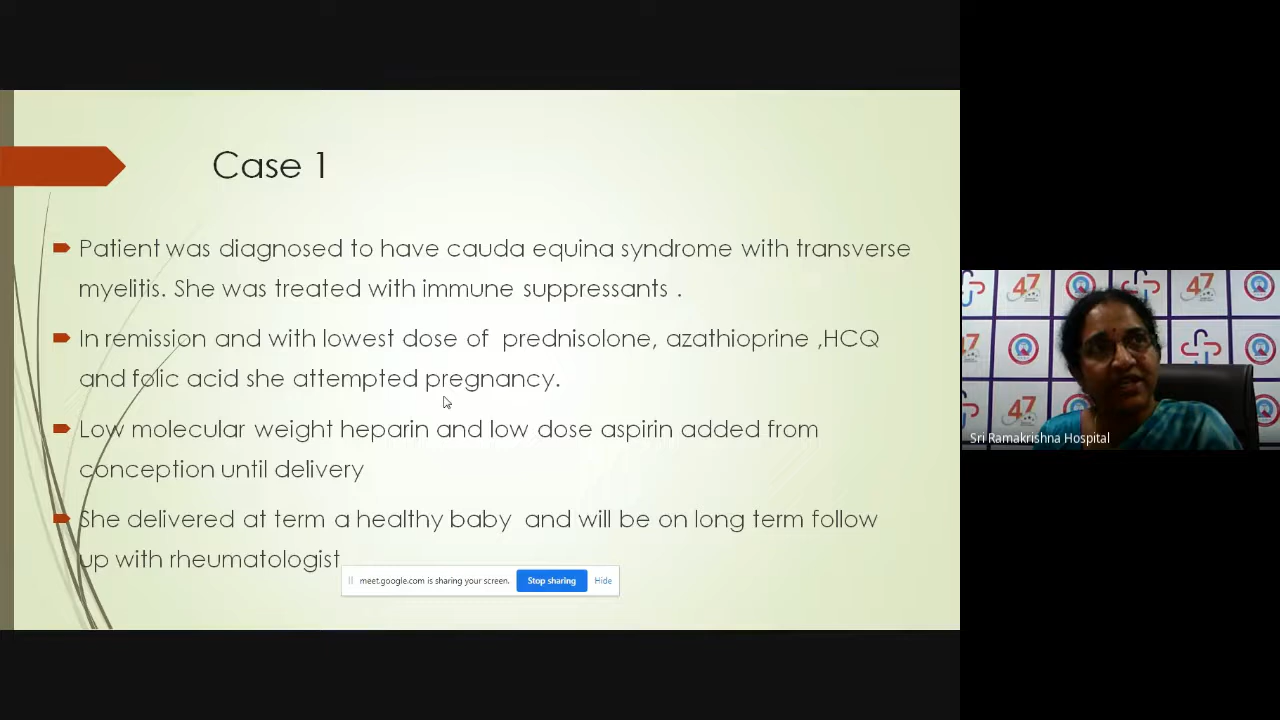 Case 1
Patient was diagnosed to have cauda equina syndrome with transverse
myelitis. She was treated with immune suppressants .
In remission and with lowest dose of prednisolone, azathioprine ,HCQ
and folic acid she attempted pregnancy.
Low molecular weight heparin and low dose aspirin added from
conception until delivery
She delivered at term a healthy baby and will be on long term follow
up with rheumatologist
meet.google.com is sharing your screen. Stop sharing Hide
47
47
47
Sri Ramakrishna Hospital